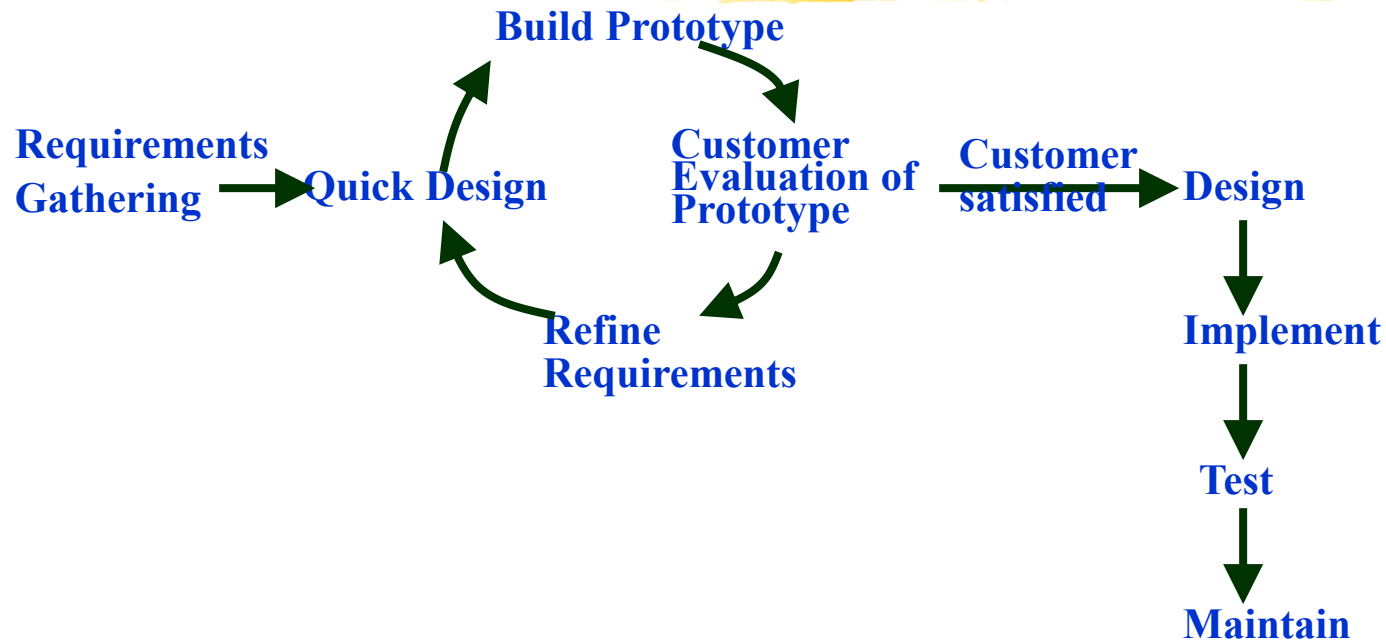 Build Prototype
Requirements
Gathering
Quick Design
Customer
Evaluation of
Prototype
Customer
satisfied
Design
Refine
Requirements
Implement
Test
Maintain